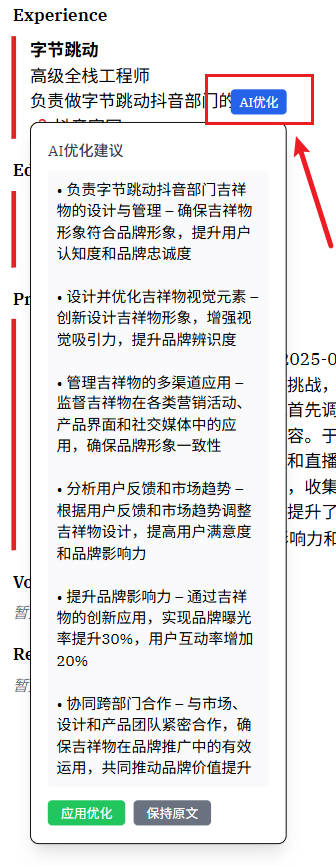 Experience
字节跳动
高级全栈工程师
负责做字节跳动抖音部门的
AI优化
AI优化建议
• 负责字节跳动抖音部门吉祥
物的设计与管理 – 确保吉祥物
形象符合品牌形象，提升用户
认知度和品牌忠诚度
• 设计并优化吉祥物视觉元素 –
创新设计吉祥物形象，增强视
觉吸引力，提升品牌辨识度
• 管理吉祥物的多渠道应用 –
监督吉祥物在各类营销活动、
产品界面和社交媒体中的应
用，确保品牌形象一致性
• 分析用户反馈和市场趋势 –
根据用户反馈和市场趋势调整
吉祥物设计，提高用户满意度
和品牌影响力
• 提升品牌影响力 – 通过吉祥
物的创新应用，实现品牌曝光
率提升30%，用户互动率增加
20%
• 协同跨部门合作 – 与市场、
设计和产品团队紧密合作，确
保吉祥物在品牌推广中的有效
运用，共同推动品牌价值提升
应用优化
保持原文
Ed
Pr
2025-0
挑战，
首先调
容。于
和直播
，收集
提升了
影响力和
Vo
暂
Re
暂